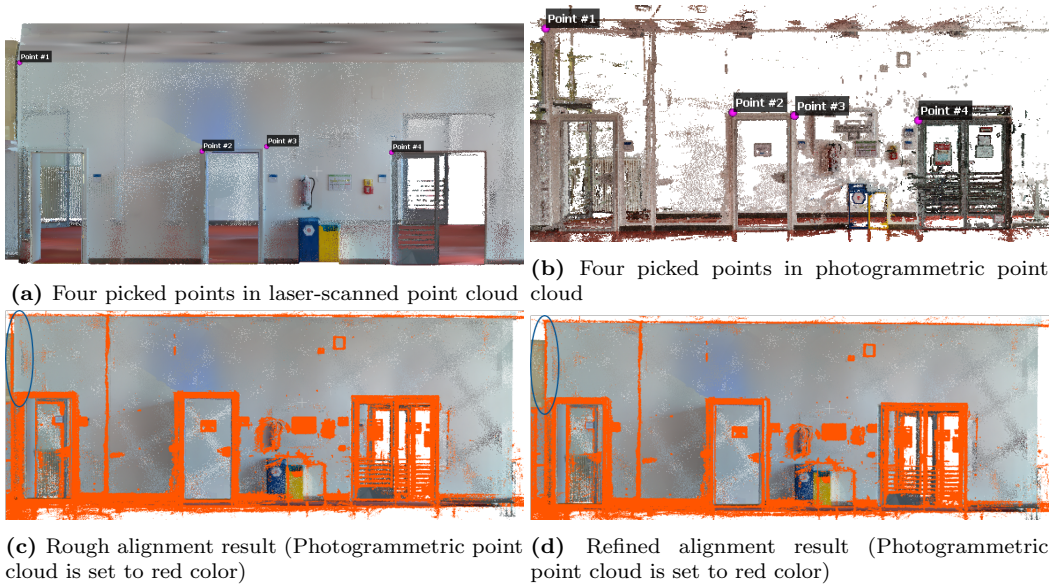 Point #1
Point #2
Point #3
Point #4
(a) Four picked points in laser-scanned point cloud
Point #1
Point #2
Point #3
Point #4
(b) Four picked points in photogrammetric point
cloud
(c) Rough alignment result (Photogrammetric point
cloud is set to red color)
(d) Refined alignment result (Photogrammetric
point cloud is set to red color)